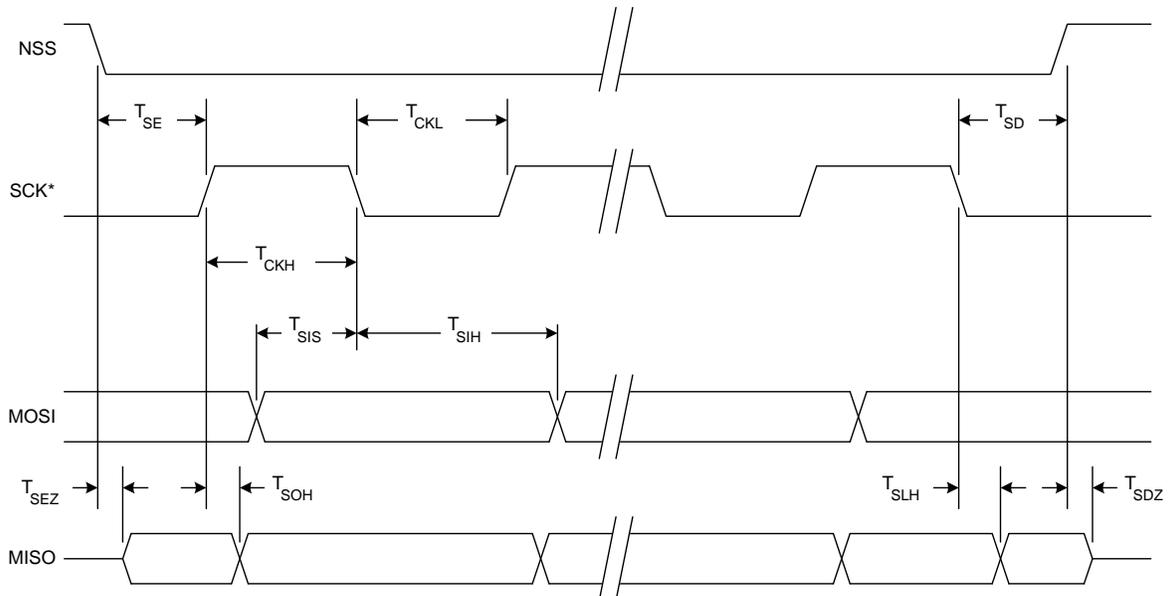 NSS
T_SE
T_CKL
T_SD
SCK*
T_CKH
T_SIS
T_SIH
MOSI
T_SEZ
T_SOH
T_SLH
T_SDZ
MISO